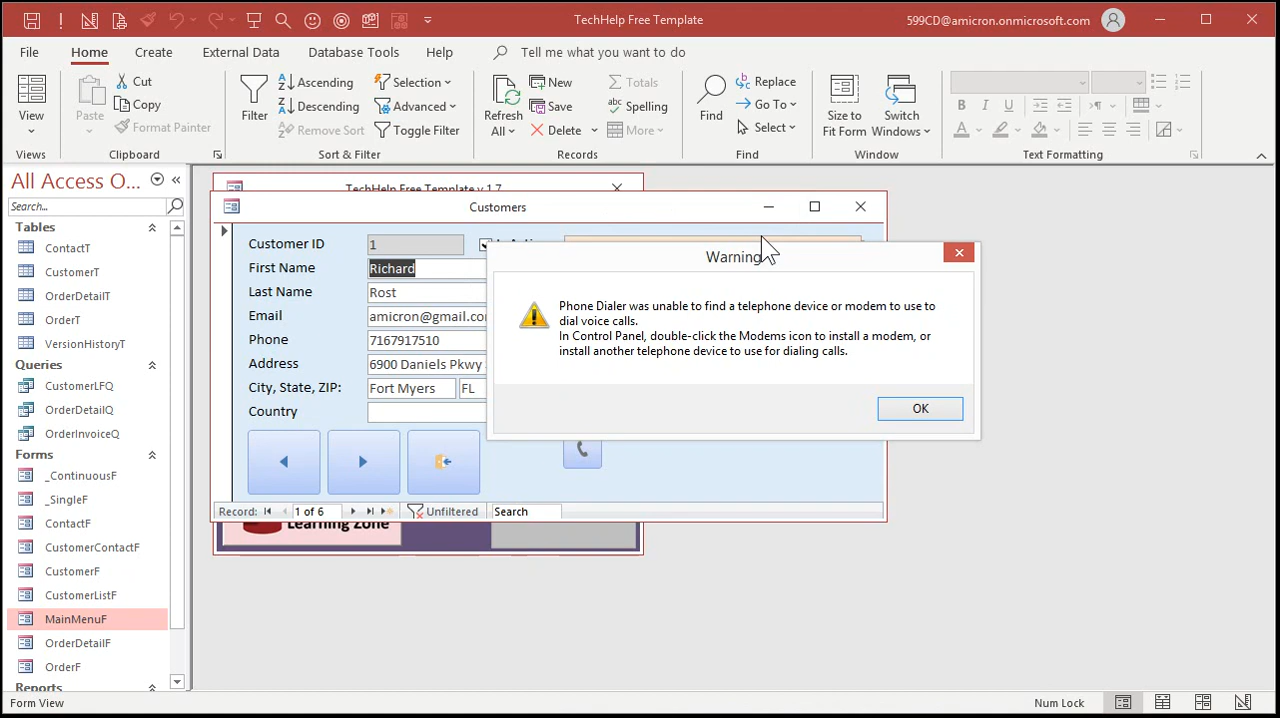 TechHelp Free Template
599CD@amicron.onmicrosoft.com
File Home Create External Data Database Tools Help Tell me what you want to do
View
Views
Paste
Cut
Copy
Format Painter
Clipboard
Filter
Ascending
Descending
Remove Sort
Selection
Advanced
Toggle Filter
Sort & Filter
Refresh
All
New
Save
Delete
Totals
Spelling
More
Records
Find
Replace
Go To
Select
Find
Size to
Fit Form
Switch
Windows
Window
B I U
A
Text Formatting
All Access O...
Search...
Tables
ContactT
CustomerT
OrderDetailT
OrderT
VersionHistoryT
Queries
CustomerLFQ
OrderDetailQ
OrderInvoiceQ
Forms
_ContinuousF
_SingleF
ContactF
CustomerContactF
CustomerF
CustomerListF
MainMenuF
OrderDetailF
OrderF
Reports
TechHelp Free Template v 1.7
Customers
Customer ID 1
First Name Richard
Last Name Rost
Email amicron@gmail.co
Phone 7167917510
Address 6900 Daniels Pkwy
City, State, ZIP: Fort Myers FL
Country
Record: 1 of 6 Unfiltered Search
Learning Zone
Warning
Phone Dialer was unable to find a telephone device or modem to use to
dial voice calls.
In Control Panel, double-click the Modems icon to install a modem, or
install another telephone device to use for dialing calls.
OK
Form View
Num Lock